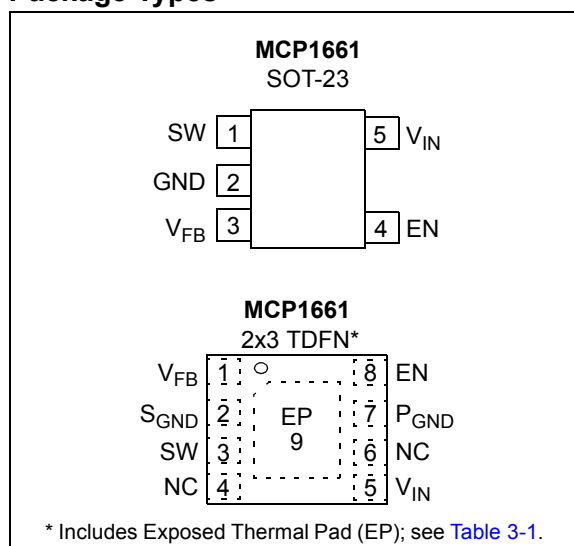 Package Types
MCP1661
SOT-23
SW 1 5 VIN
GND 2
VFB 3 4 EN
MCP1661
2x3 TDFN*
VFB 1 8 EN
SGND 2 EP 7 PGND
SW 3 9 6 NC
NC 4 5 VIN
* Includes Exposed Thermal Pad (EP); see Table 3-1.